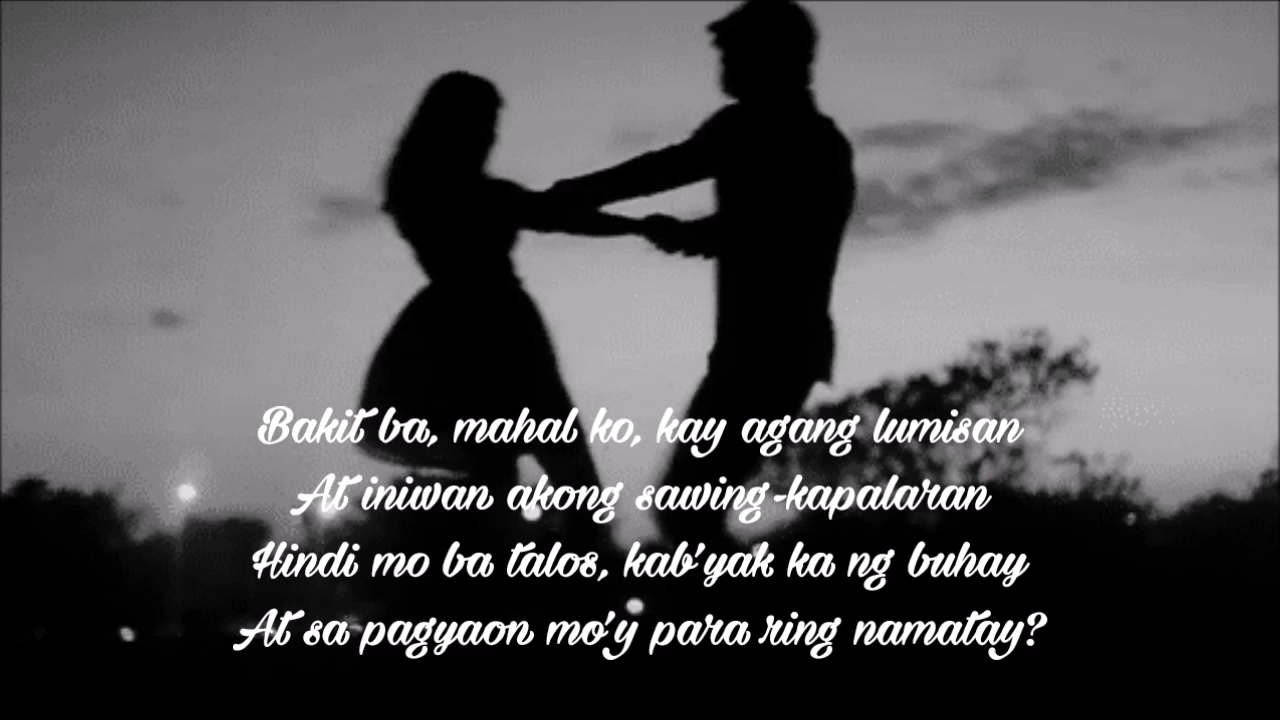 Bakit ba, mahal ko, kay agang lumisan
At iniwan akong sawing-kapalaran
Hindi mo ba talos, kab'yak ka ng buhay
At sa pagyaon mo'y para ring namatay?